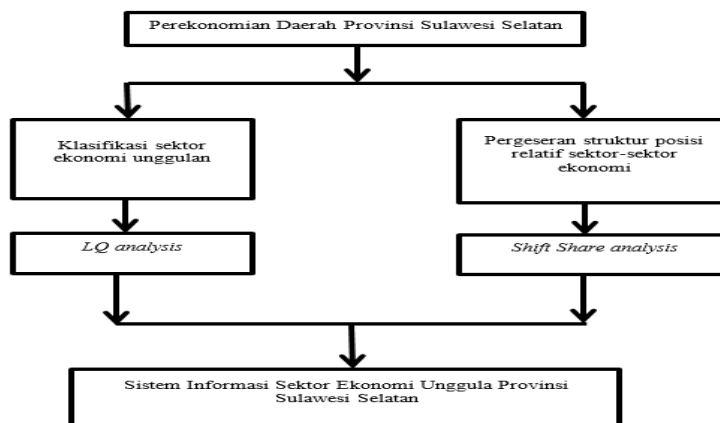 Perekonomian Daerah Provinsi Sulawesi Selatan
Klasifikasi sektor
ekonomi unggulan
Pergeseran struktur posisi
relatif sektor-sektor
ekonomi
LQ analysis
Shift Share analysis
Sistem Informasi Sektor Ekonomi Unggula Provinsi
Sulawesi Selatan